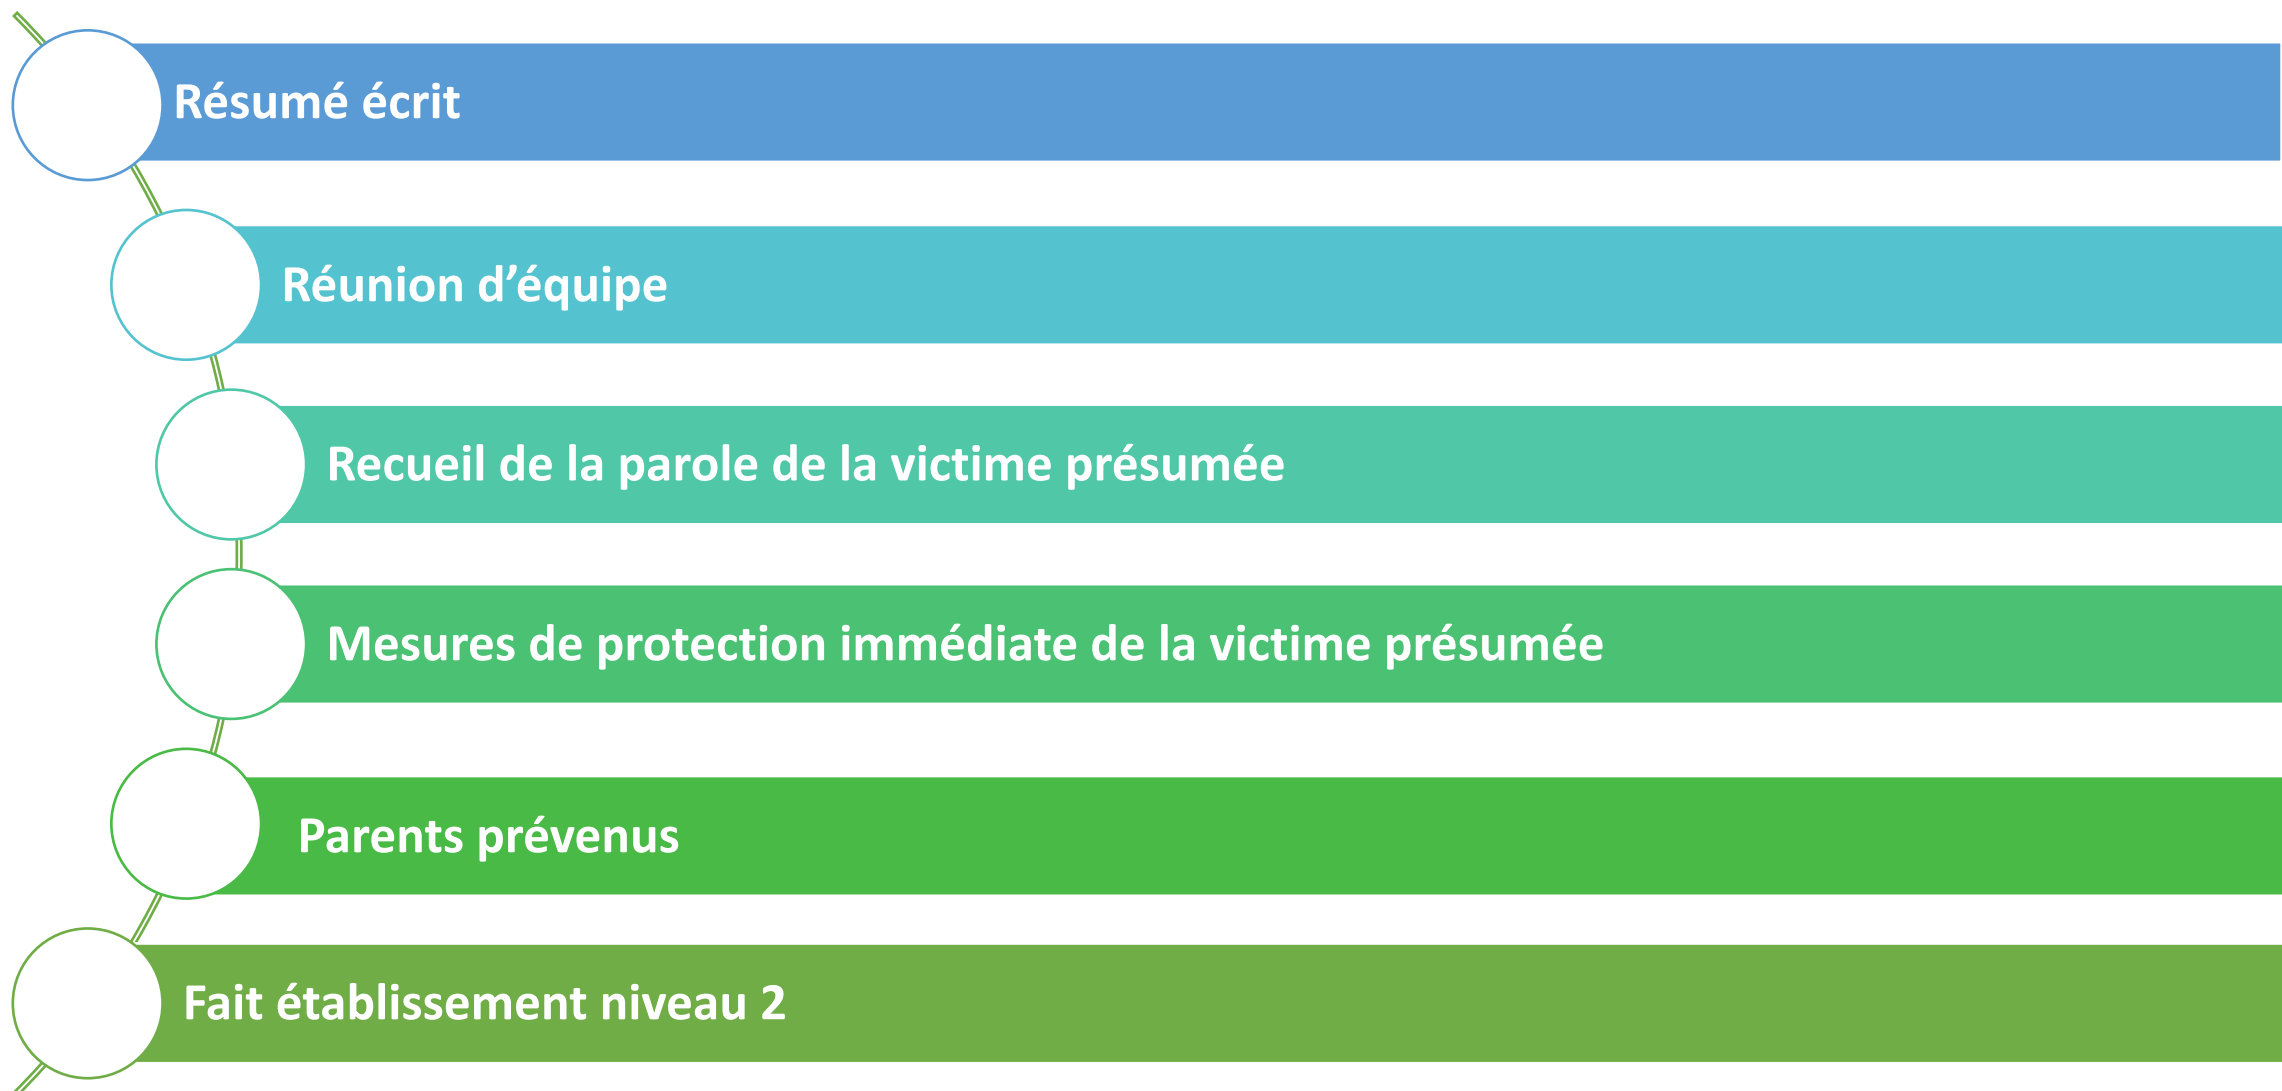 Résumé écrit
Réunion d’équipe
Recueil de la parole de la victime présumée
Mesures de protection immédiate de la victime présumée
Parents prévenus
Fait établissement niveau 2